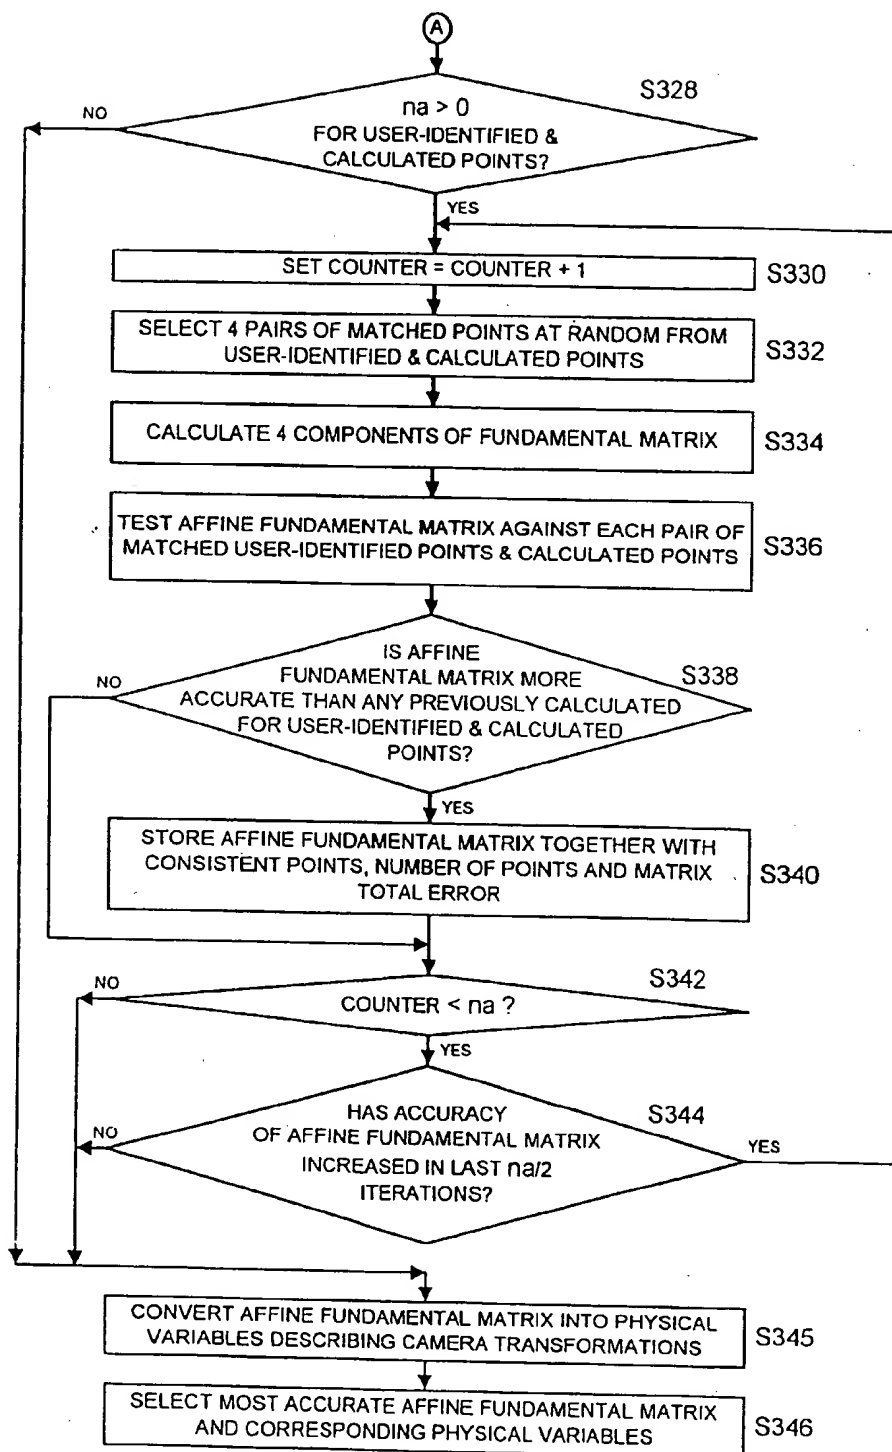 A
S328
NO
na > 0
FOR USER-IDENTIFIED &
CALCULATED POINTS?
YES
SET COUNTER = COUNTER + 1
S330
SELECT 4 PAIRS OF MATCHED POINTS AT RANDOM FROM
USER-IDENTIFIED & CALCULATED POINTS
S332
CALCULATE 4 COMPONENTS OF FUNDAMENTAL MATRIX
S334
TEST AFFINE FUNDAMENTAL MATRIX AGAINST EACH PAIR OF
MATCHED USER-IDENTIFIED POINTS & CALCULATED POINTS
S336
IS AFFINE
FUNDAMENTAL MATRIX MORE
ACCURATE THAN ANY PREVIOUSLY CALCULATED
FOR USER-IDENTIFIED & CALCULATED
POINTS?
S338
NO
YES
STORE AFFINE FUNDAMENTAL MATRIX TOGETHER WITH
CONSISTENT POINTS, NUMBER OF POINTS AND MATRIX
TOTAL ERROR
S340
S342
NO
COUNTER < na ?
YES
HAS ACCURACY
OF AFFINE FUNDAMENTAL MATRIX
INCREASED IN LAST na/2
ITERATIONS?
S344
NO
YES
CONVERT AFFINE FUNDAMENTAL MATRIX INTO PHYSICAL
VARIABLES DESCRIBING CAMERA TRANSFORMATIONS
S345
SELECT MOST ACCURATE AFFINE FUNDAMENTAL MATRIX
AND CORRESPONDING PHYSICAL VARIABLES
S346